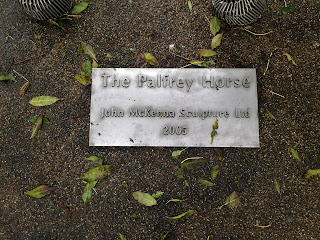 The Palfrey Horse
John McKenna Sculpture Ltd
2005